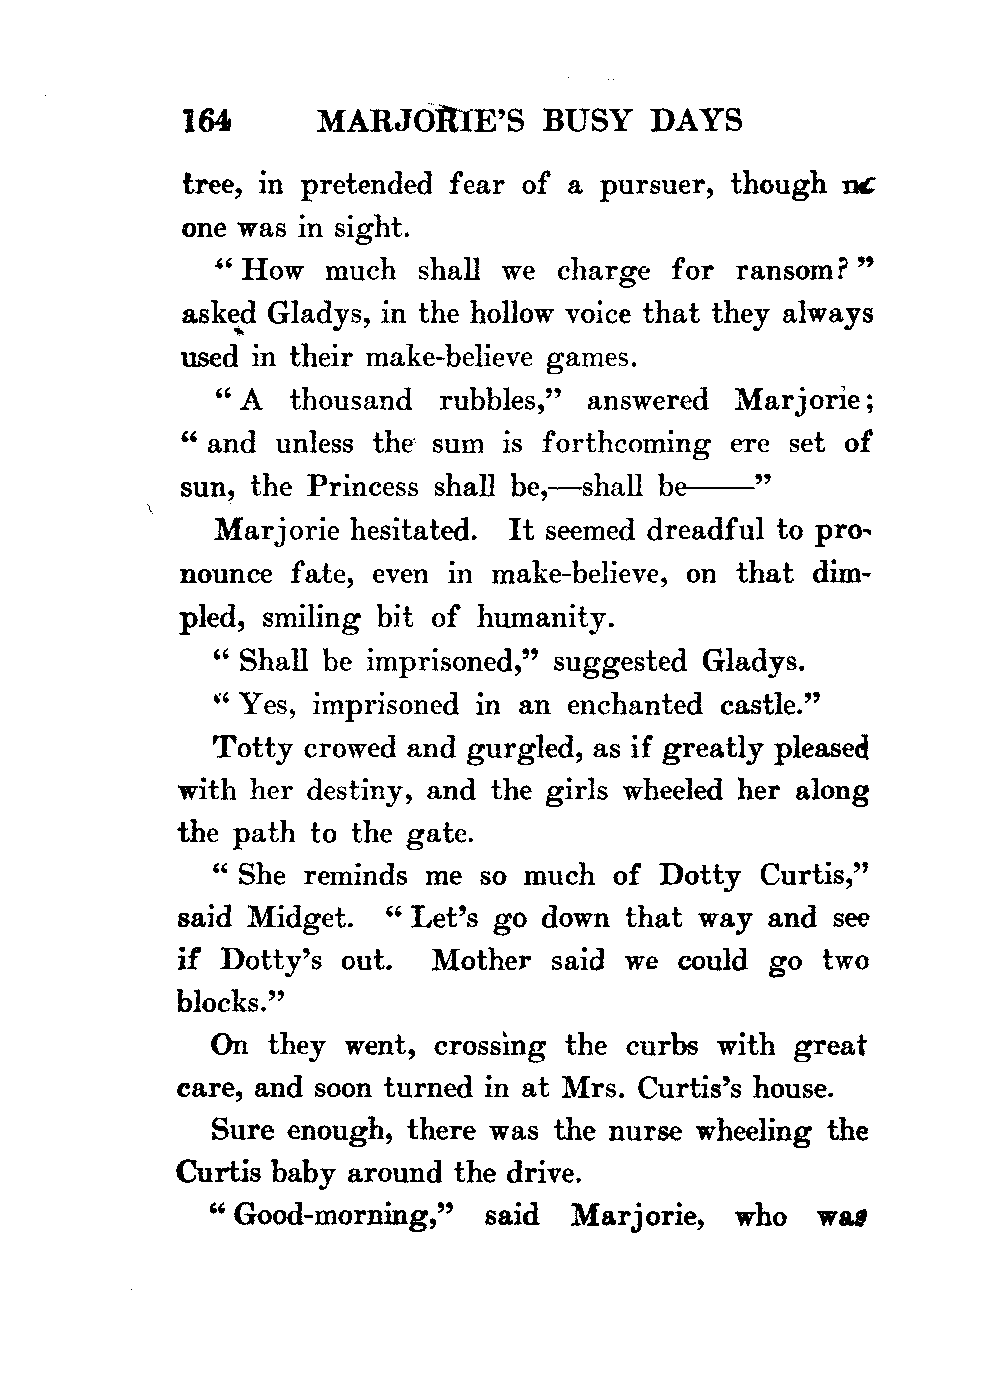 164 MARJORIE'S BUSY DAYS
tree, in pretended fear of a pursuer, though no
one was in sight.
"How much shall we charge for ransom?"
asked Gladys, in the hollow voice that they always
used in their make-believe games.
"A thousand rubbles," answered Marjorie;
"and unless the sum is forthcoming ere set of
sun, the Princess shall be,—shall be——"
Marjorie hesitated. It seemed dreadful to pro-
nounce fate, even in make-believe, on that dim-
pled, smiling bit of humanity.
"Shall be imprisoned," suggested Gladys.
"Yes, imprisoned in an enchanted castle."
Totty crowed and gurgled, as if greatly pleased
with her destiny, and the girls wheeled her along
the path to the gate.
"She reminds me so much of Dotty Curtis,"
said Midget. "Let's go down that way and see
if Dotty's out. Mother said we could go two
blocks."
On they went, crossing the curbs with great
care, and soon turned in at Mrs. Curtis's house.
Sure enough, there was the nurse wheeling the
Curtis baby around the drive.
"Good-morning," said Marjorie, who was